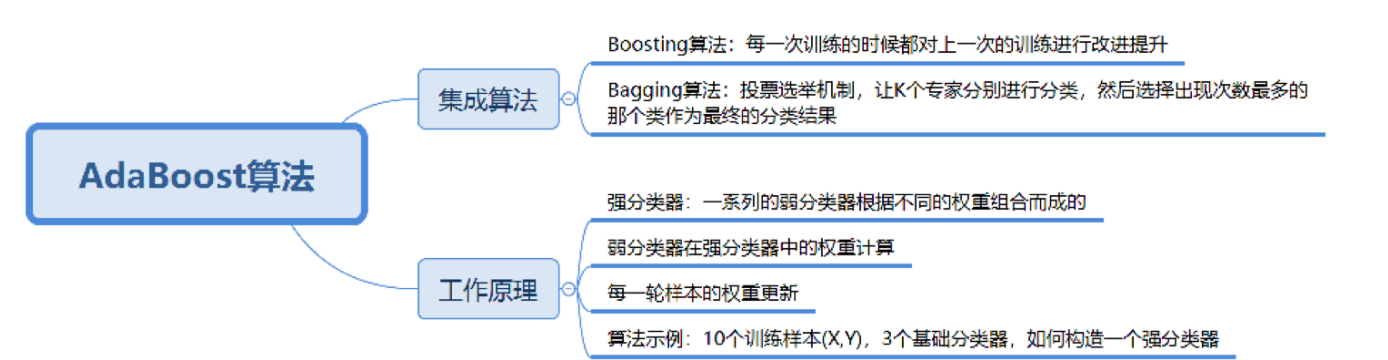 Boosting算法：每一次训练的时候都对上一次的训练进行改进提升
集成算法
Bagging算法：投票选举机制，让K个专家分别进行分类，然后选择出现次数最多的
那个类作为最终的分类结果
AdaBoost算法
强分类器：一系列的弱分类器根据不同的权重组合而成的
弱分类器在强分类器中的权重计算
工作原理
每一轮样本的权重更新
算法示例：10个训练样本(X,Y)，3个基础分类器，如何构造一个强分类器